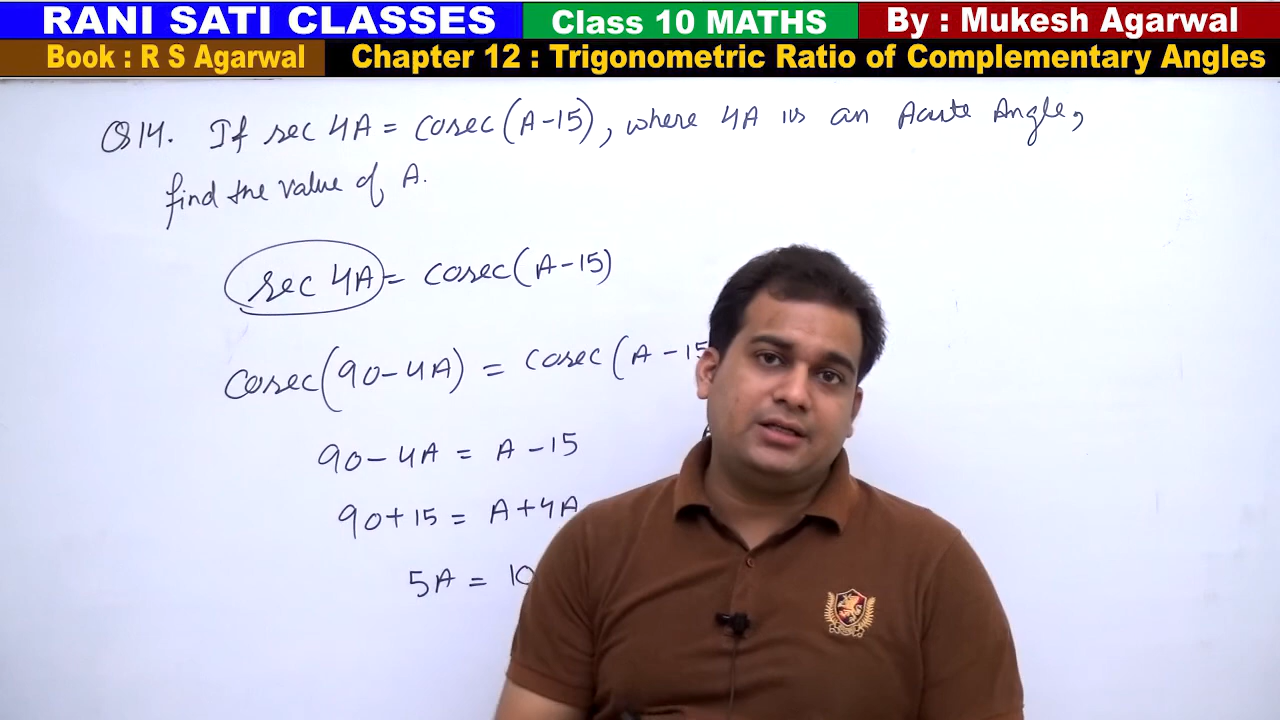 RANI SATI CLASSES Class 10 MATHS By : Mukesh Agarwal
Book : R S Agarwal Chapter 12 : Trigonometric Ratio of Complementary Angles
Q14. If sec 4A = cosec(A-15), where 4A is an Acute Angle,
find the value of A.
sec 4A = cosec(A-15)
cosec(90-4A) = cosec(A-15
90-4A = A-15
90+15 = A+4A
5A = 10